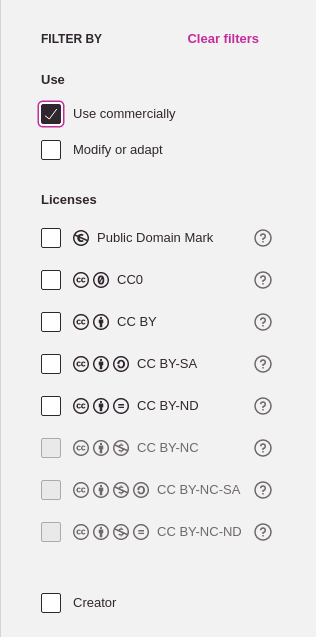 FILTER BY Clear filters
Use
Use commercially
Modify or adapt
Licenses
Public Domain Mark ?
CC0 ?
CC BY ?
CC BY-SA ?
CC BY-ND ?
CC BY-NC ?
CC BY-NC-SA ?
CC BY-NC-ND ?
Creator